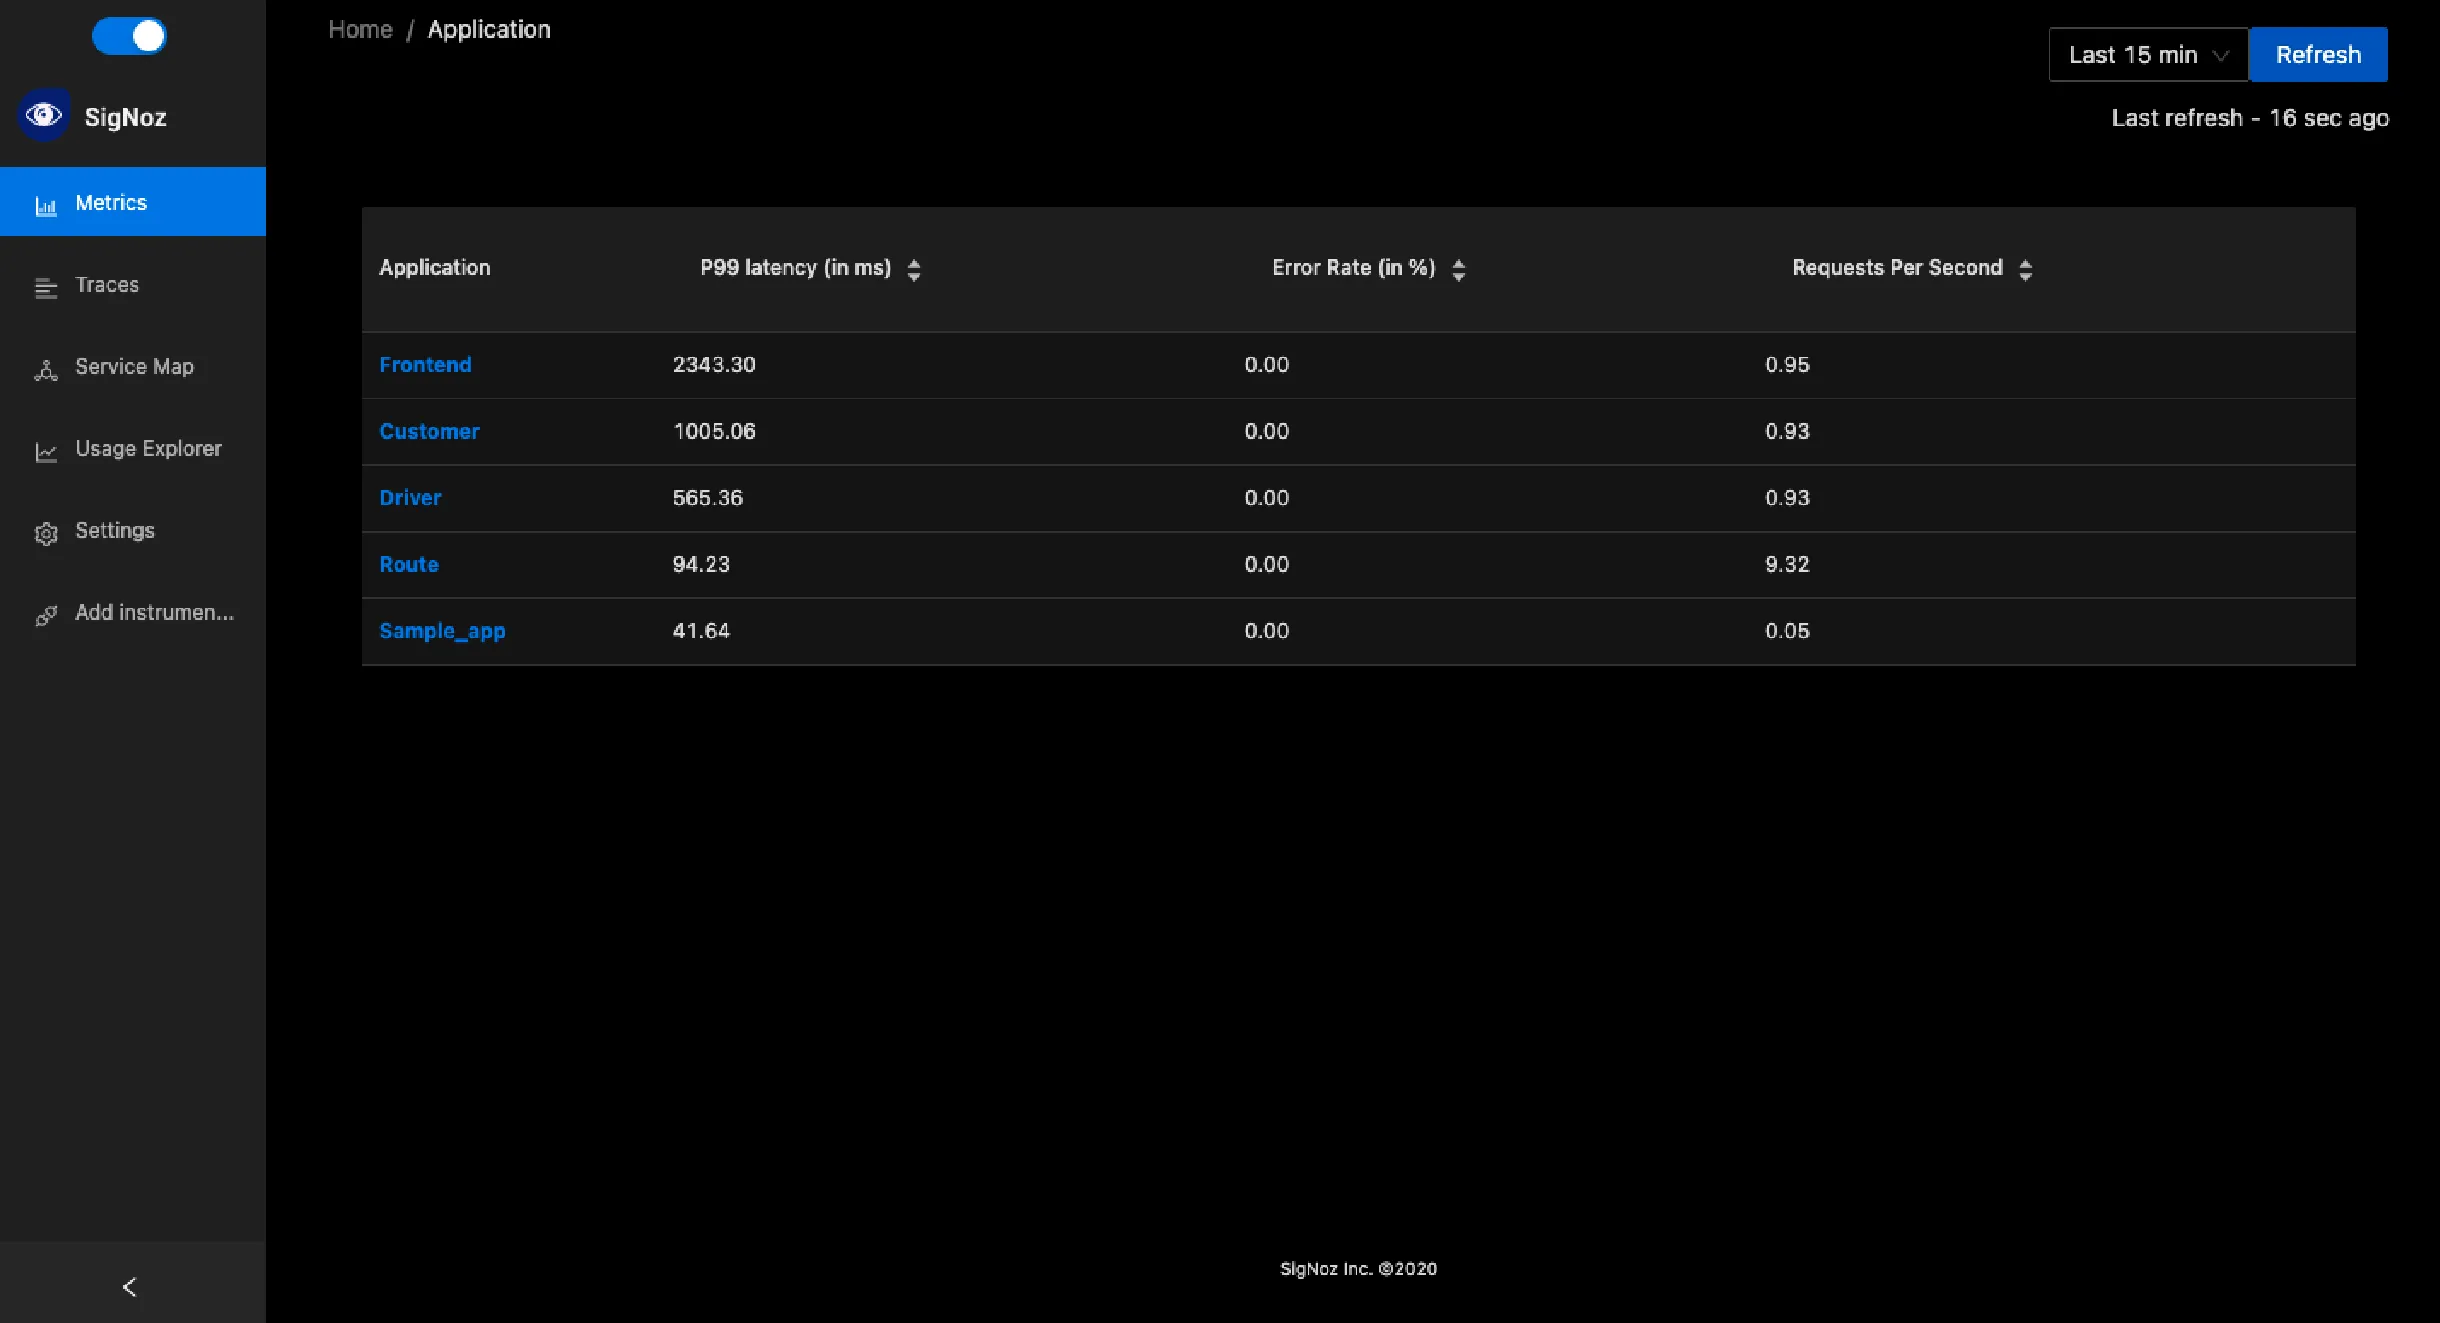 Home / Application
Last 15 min
Refresh
SigNoz
Last refresh - 16 sec ago
Metrics
Traces
Service Map
Usage Explorer
Settings
Add instrumen...
Application P99 latency (in ms) Error Rate (in %) Requests Per Second
Frontend 2343.30 0.00 0.95
Customer 1005.06 0.00 0.93
Driver 565.36 0.00 0.93
Route 94.23 0.00 9.32
Sample_app 41.64 0.00 0.05
SigNoz Inc. ©2020